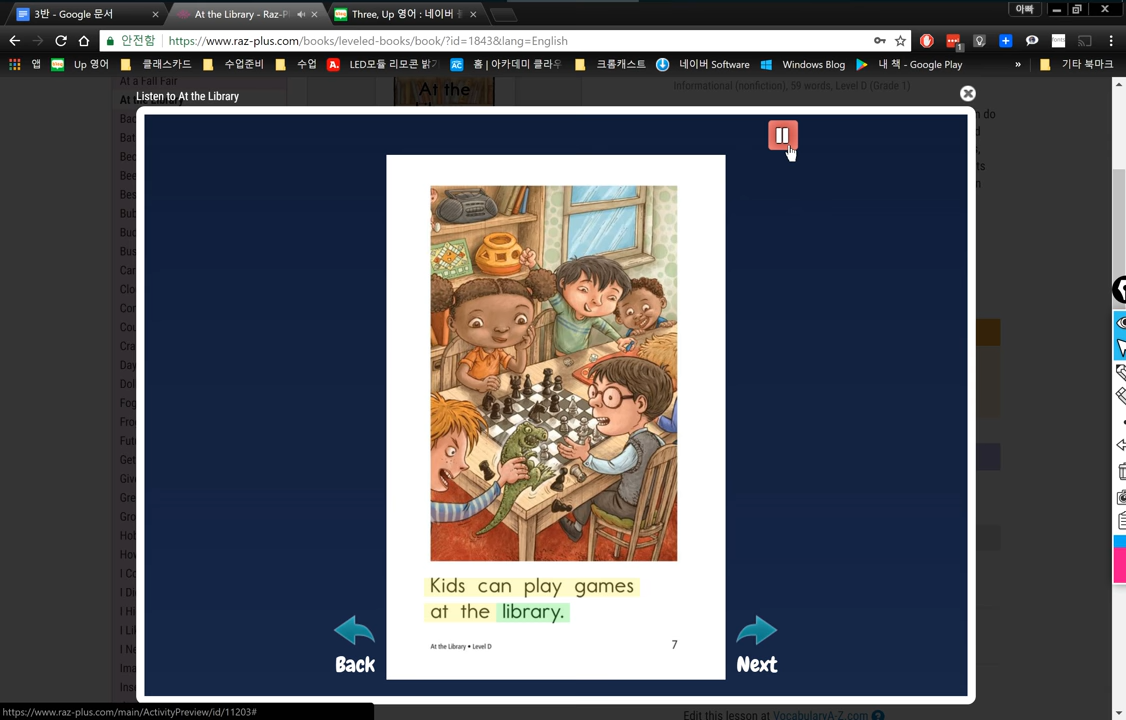 3반 - Google 문서
At the Library - Raz-Pl
Three, Up 영어 : 네이버
아빠
안전함
https://www.raz-plus.com/books/leveled-books/book/?id=1843&lang=English
앱
Up 영어
클래스카드
수업준비
수업
LED모듈 리모콘 밝기
홈 | 아카데미 클라우
크롬캐스트
네이버 Software
Windows Blog
내 책 - Google Play
»
기타 북마크
At a Fall Fair
At the
Informational (nonfiction), 59 words, Level D (Grade 1)
Listen to At the Library
Kids can play games
at the library.
At the Library • Level D
7
Back
Next
https://www.raz-plus.com/main/ActivityPreview/id/11203#
Edit this lesson at VocabularyA-Z.com